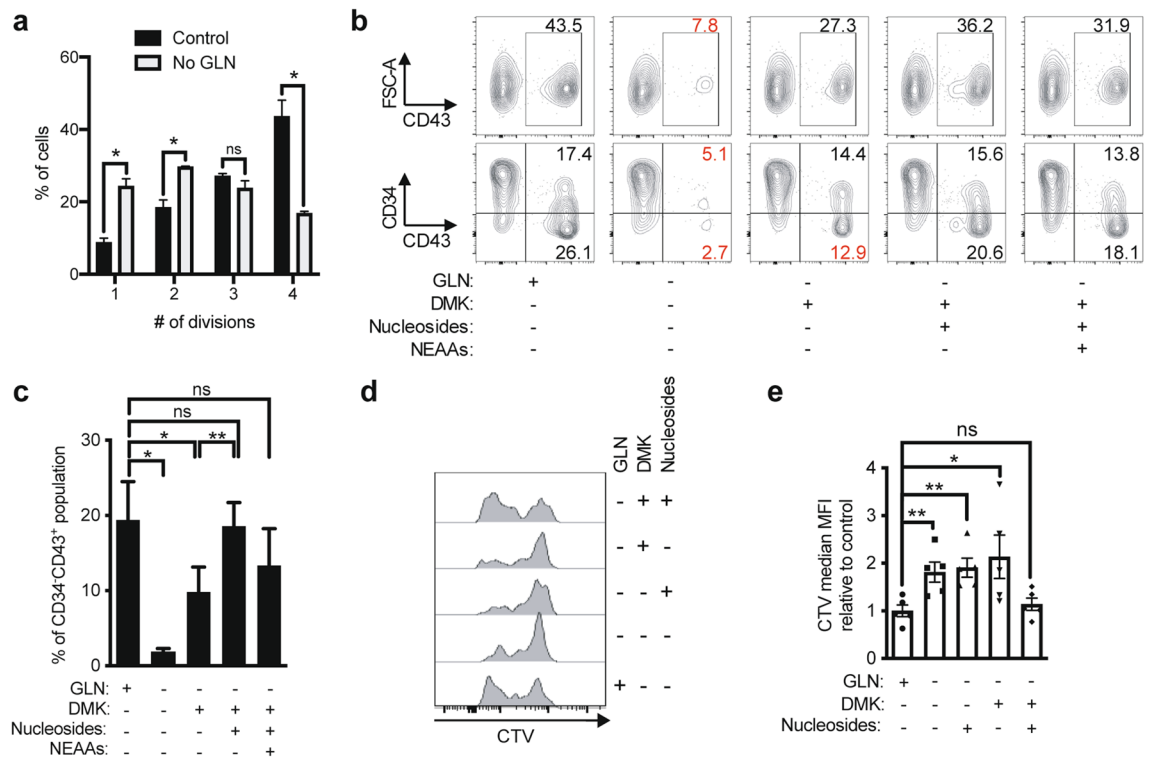 a
Control
No GLN
60
40
20
0
% of cells
* * ns *
1 2 3 4
# of divisions
b
43.5 7.8 27.3 36.2 31.9
FSC-A
CD43
17.4 5.1 14.4 15.6 13.8
CD34
CD43
26.1 2.7 12.9 20.6 18.1
GLN: + - - - -
DMK: - - + + +
Nucleosides: - - - + +
NEAAs: - - - - +
c
ns
ns
* **
*
30
20
10
0
% of CD34-CD43+ population
GLN: + - - - -
DMK: - - + + +
Nucleosides: - - - + +
NEAAs: - - - - +
d
GLN DMK Nucleosides
- + +
- + -
- - +
- - -
+ - -
CTV
e
ns
*
**
**
4
3
2
1
0
CTV median MFI
relative to control
GLN: + - - - -
DMK: - - - + +
Nucleosides: - - + - +